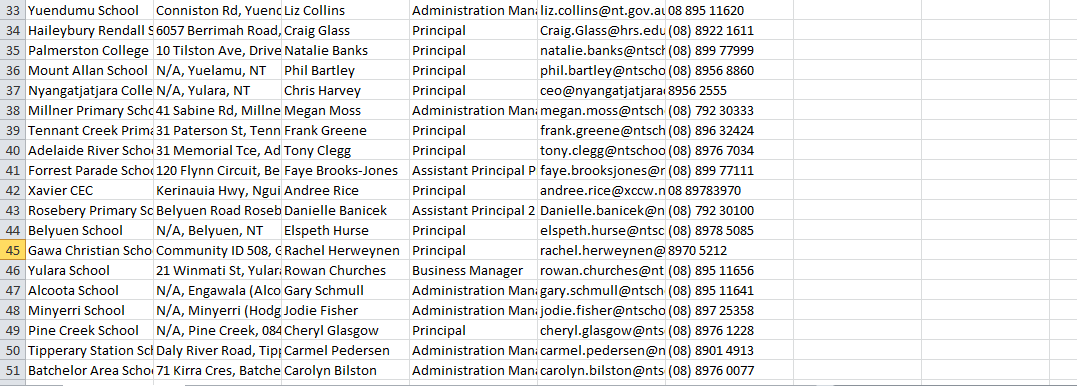 33 Yuendumu School Conniston Rd, Yuend Liz Collins Administration Man liz.collins@nt.gov.au 08 895 11620
34 Haileybury Rendall S 6057 Berrimah Road, Craig Glass Principal Craig.Glass@hrs.edu (08) 8922 1611
35 Palmerston College 10 Tilston Ave, Drive Natalie Banks Principal natalie.banks@ntsch (08) 899 77999
36 Mount Allan School N/A, Yuelamu, NT Phil Bartley Principal phil.bartley@ntscho (08) 8956 8860
37 Nyangatjatjara Colle N/A, Yulara, NT Chris Harvey Principal ceo@nyangatjatjara 8956 2555
38 Millner Primary Scho 41 Sabine Rd, Millne Megan Moss Administration Man megan.moss@ntsch (08) 792 30333
39 Tennant Creek Prima 31 Paterson St, Tenn Frank Greene Principal frank.greene@ntsch (08) 896 32424
40 Adelaide River Schoo 31 Memorial Tce, Ad Tony Clegg Principal tony.clegg@ntschoo (08) 8976 7034
41 Forrest Parade Schoo 120 Flynn Circuit, Be Faye Brooks-Jones Assistant Principal P faye.brooksjones@n (08) 899 77111
42 Xavier CEC Kerinauia Hwy, Ngui Andree Rice Principal andree.rice@xccw.n 08 89783970
43 Rosebery Primary Sc Belyuen Road Roseb Danielle Banicek Assistant Principal 2 Danielle.banicek@n (08) 792 30100
44 Belyuen School N/A, Belyuen, NT Elspeth Hurse Principal elspeth.hurse@ntsc (08) 8978 5085
45 Gawa Christian Scho Community ID 508, G Rachel Herweynen Principal rachel.herweynen@ 8970 5212
46 Yulara School 21 Winmati St, Yulara Rowan Churches Business Manager rowan.churches@nt (08) 895 11656
47 Alcoota School N/A, Engawala (Alco Gary Schmull Administration Man gary.schmull@ntsch (08) 895 11641
48 Minyerri School N/A, Minyerri (Hodg Jodie Fisher Administration Man jodie.fisher@ntscho (08) 897 25358
49 Pine Creek School N/A, Pine Creek, 084 Cheryl Glasgow Principal cheryl.glasgow@nts (08) 8976 1228
50 Tipperary Station Sch Daly River Road, Tipp Carmel Pedersen Administration Man carmel.pedersen@n (08) 8901 4913
51 Batchelor Area Schoo 71 Kirra Cres, Batche Carolyn Bilston Administration Man carolyn.bilston@nts (08) 8976 0077